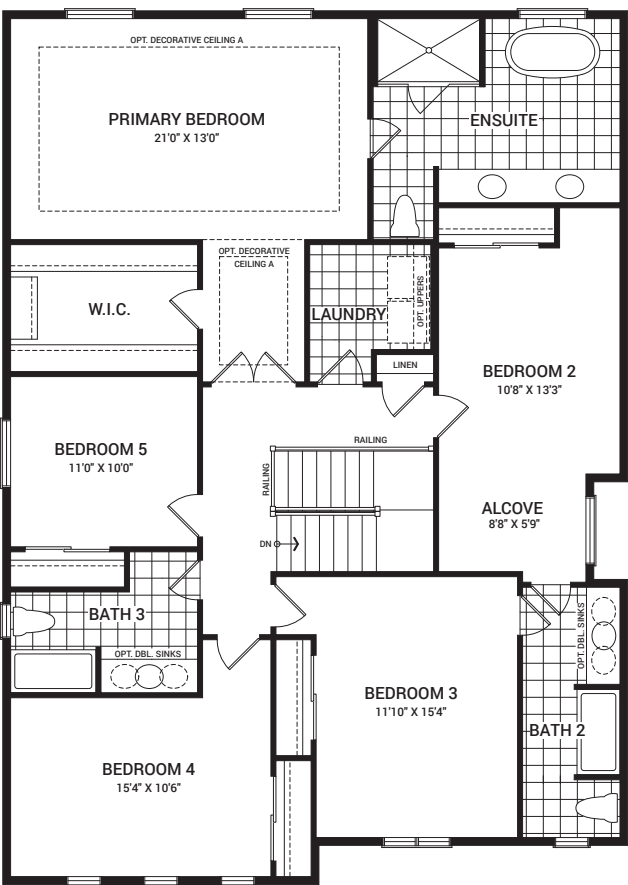 OPT. DECORATIVE CEILING A
PRIMARY BEDROOM
21'0" X 13'0"
ENSUITE
OPT. DECORATIVE
CEILING A
W.I.C.
LAUNDRY
OPT. UPPERS
LINEN
BEDROOM 2
10'8" X 13'3"
BEDROOM 5
11'0" X 10'0"
RAILING
RAILING
ALCOVE
8'8" X 5'9"
DN
BATH 3
OPT. DBL. SINKS
OPT. DBL. SINKS
BEDROOM 3
11'10" X 15'4"
BATH 2
BEDROOM 4
15'4" X 10'6"